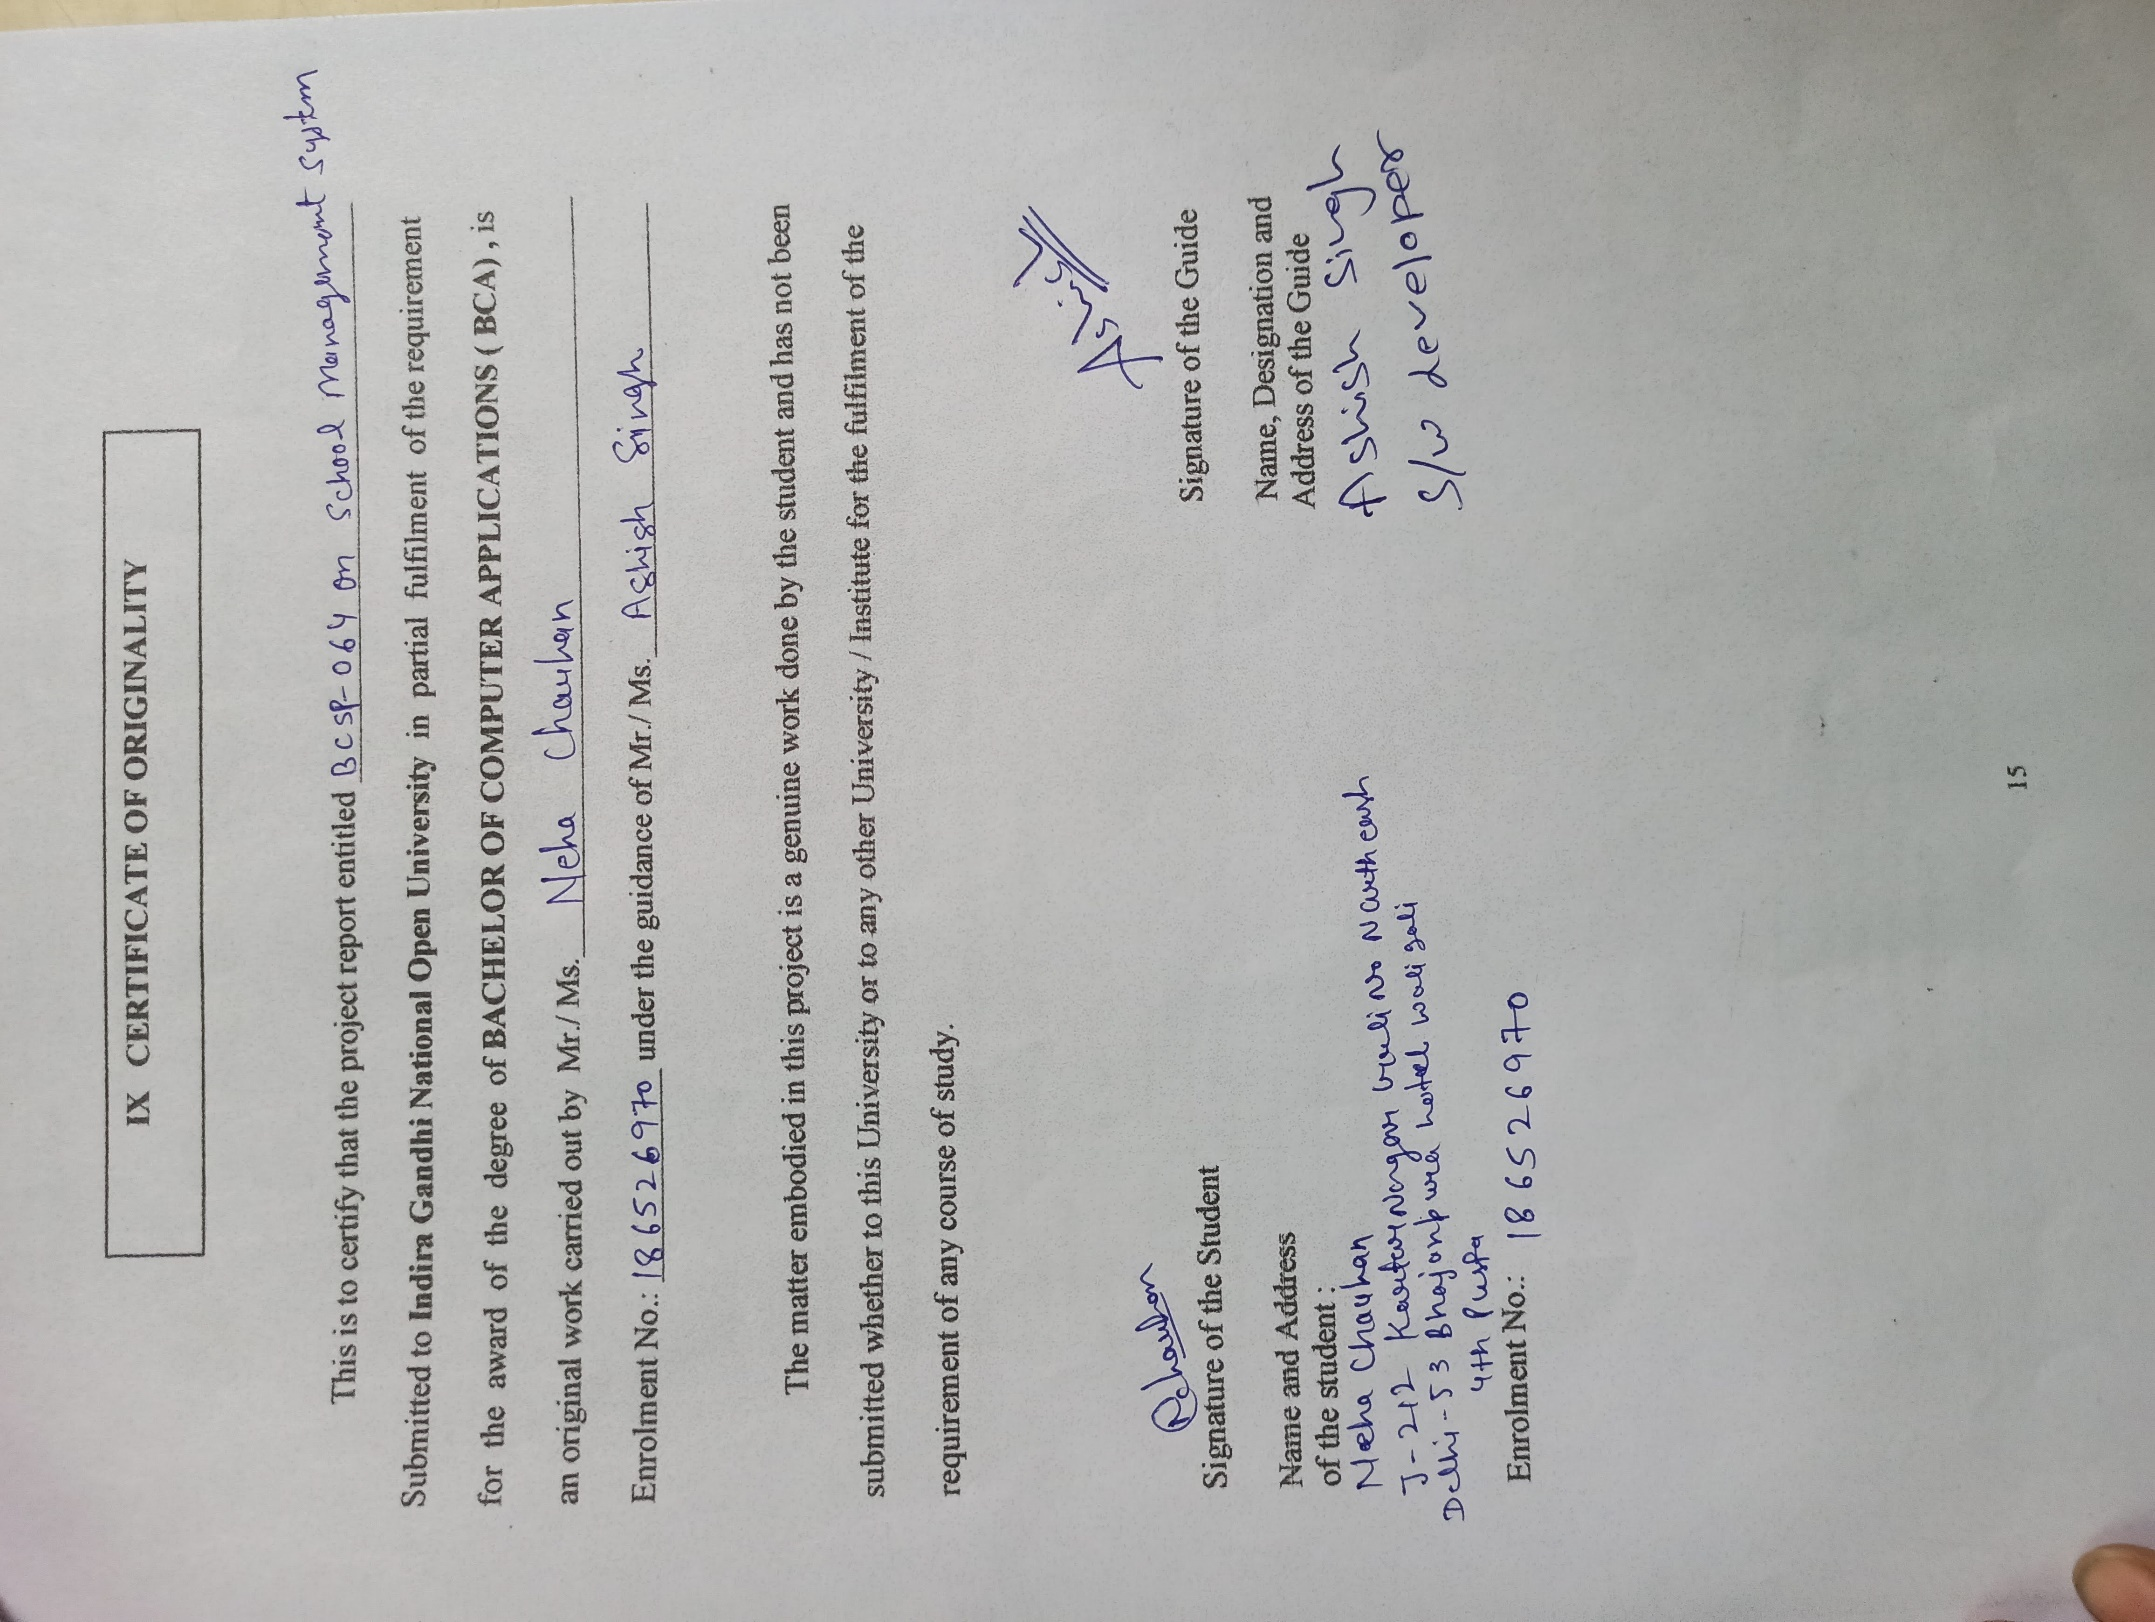 IX CERTIFICATE OF ORIGINALITY
This is to certify that the project report entitled BCSP-064 on School Management System
Submitted to Indira Gandhi National Open University in partial fulfilment of the requirement
for the award of the degree of BACHELOR OF COMPUTER APPLICATIONS ( BCA) , is
an original work carried out by Mr./ Ms. Neha Chauhan
Enrolment No.: 186526970 under the guidance of Mr./ Ms. Ashish Singh
The matter embodied in this project is a genuine work done by the student and has not been
submitted whether to this University or to any other University / Institute for the fulfilment of the
requirement of any course of study.
Signature of the Student
Signature of the Guide
Name and Address
of the student :
Neha Chauhan
J-212 Kartar Nagar gali no North east
Delhi-53 Bhajanpura hotel wali gali
4th Pusta
Enrolment No.: 186526970
Name, Designation and
Address of the Guide
Ashish Singh
S/w developer
15